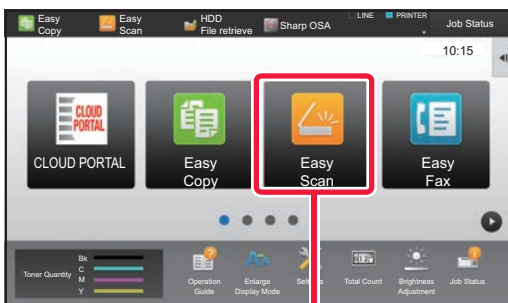 Easy
Copy
Easy
Scan
HDD
File retrieve
Sharp OSA
LINE
PRINTER
Job Status
10:15
CLOUD
PORTAL
CLOUD PORTAL
Easy
Copy
Easy
Scan
Easy
Fax
Toner Quantity
Bk
C
M
Y
Operation
Guide
Enlarge
Display Mode
Settings
Total Count
Brightness
Adjustment
Job Status